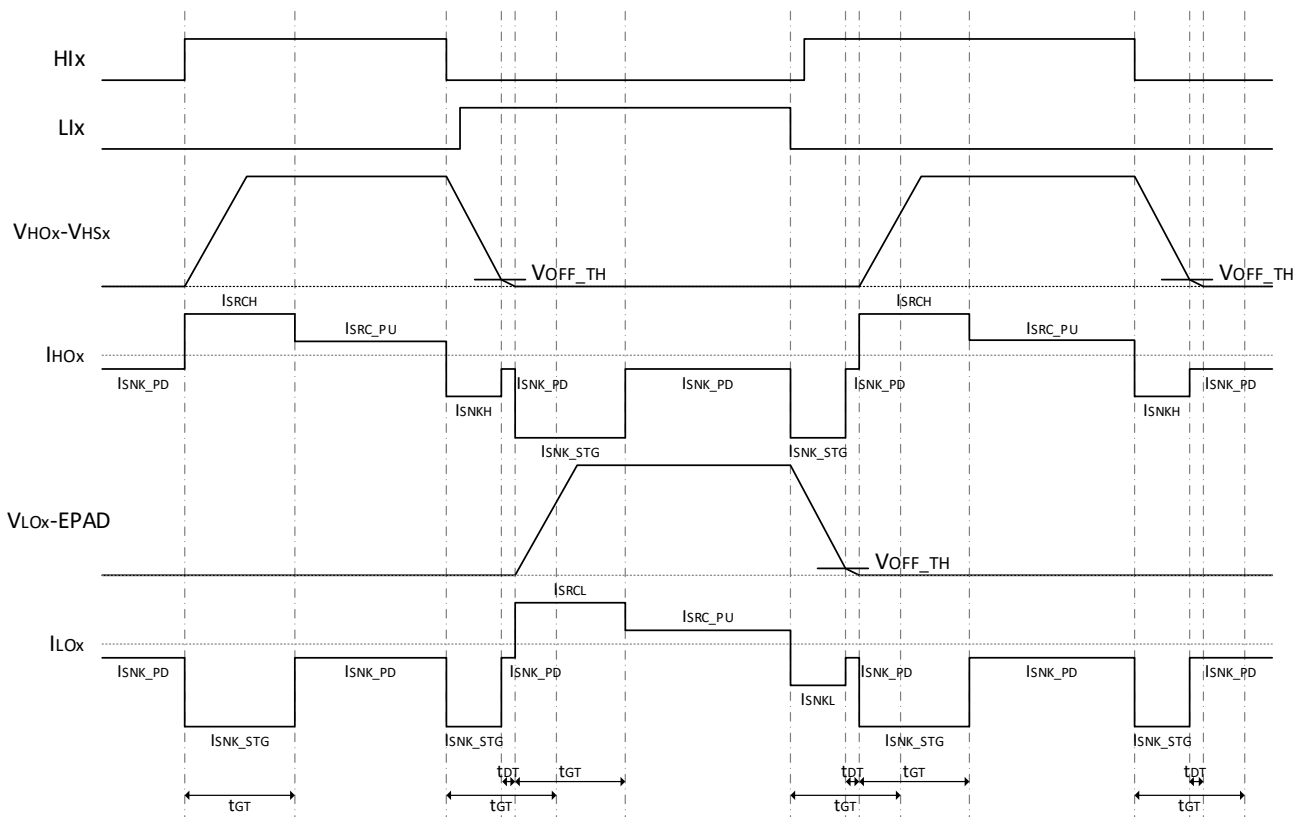 HIx
LIx
VHOx-VHSx
VOFF_TH
VOFF_TH
ISRCH
ISRCH
ISRC_PU
ISRC_PU
IHOx
ISNK_PD
ISNK_PD
ISNK_PD
ISNK_PD
ISNK_PD
ISNKH
ISNKH
ISNK_STG
ISNK_STG
VLOx-EPAD
VOFF_TH
ISRCL
ISRC_PU
ILOx
ISNK_PD
ISNK_PD
ISNK_PD
ISNK_PD
ISNK_PD
ISNK_PD
ISNKL
ISNK_STG
ISNK_STG
ISNK_STG
ISNK_STG
tDT
tGT
tDT
tGT
tDT
tGT
tGT
tGT
tGT